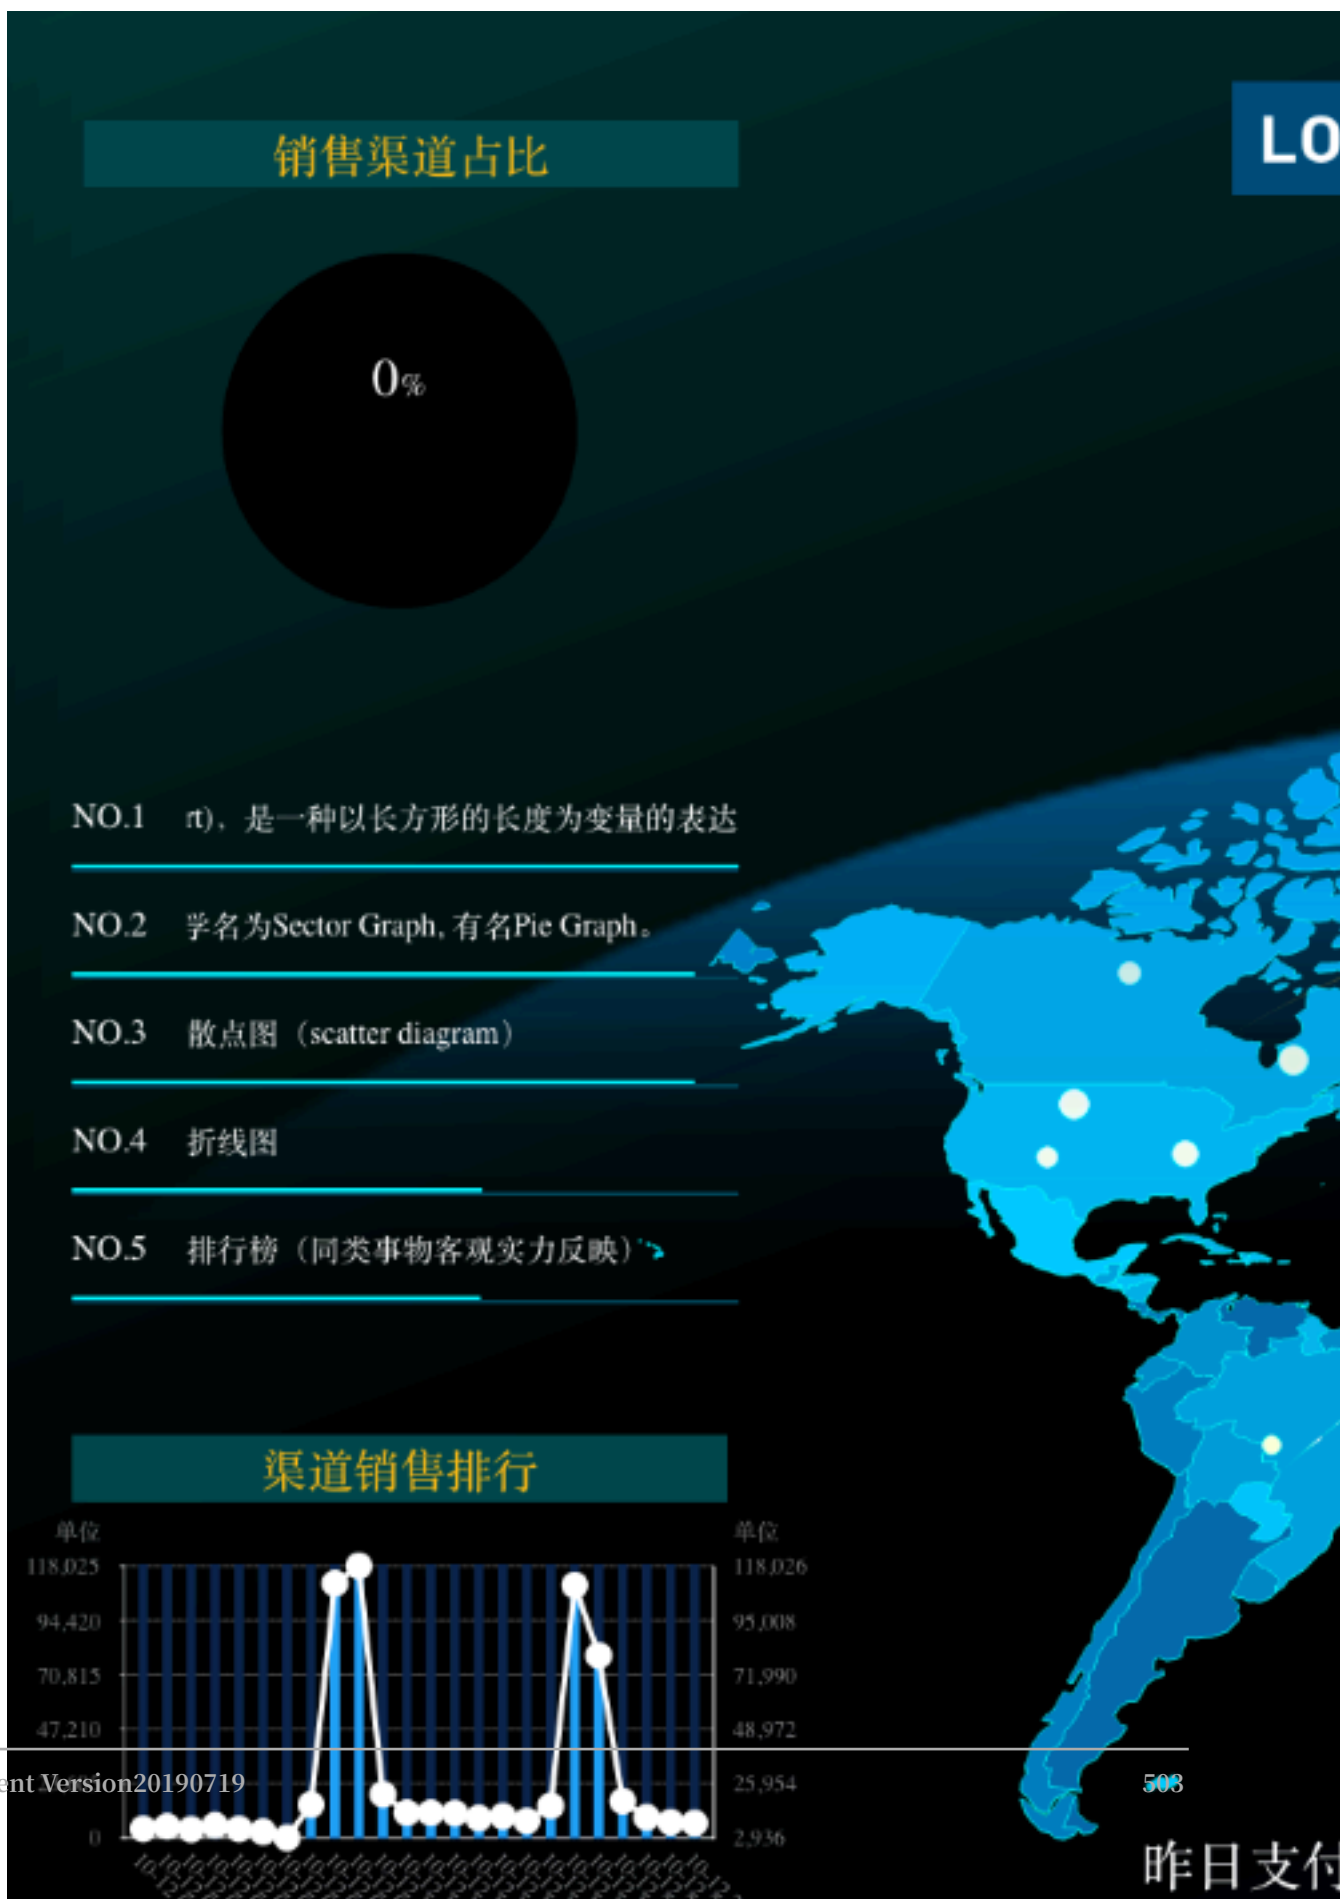 销售渠道占比
LO
0%
NO.1 rt)，是一种以长方形的长度为变量的表达
NO.2 学名为Sector Graph, 有名Pie Graph。
NO.3 散点图（scatter diagram）
NO.4 折线图
NO.5 排行榜（同类事物客观实力反映）
渠道销售排行
单位 单位
118,025 118,026
94,420 95,008
70,815 71,990
47,210 48,972
ent Version20190719 25,954 503
0 2,936
昨日支付